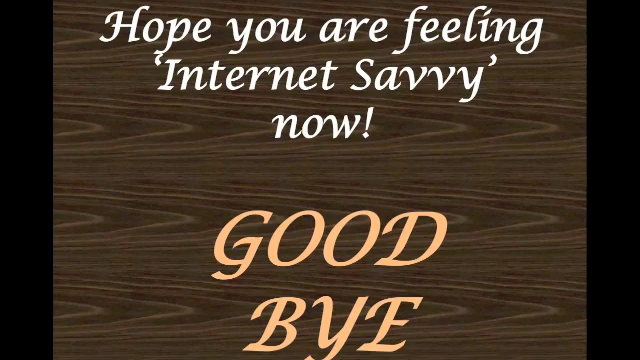 Hope you are feeling
‘Internet Savvy’
now!
GOOD
BYE